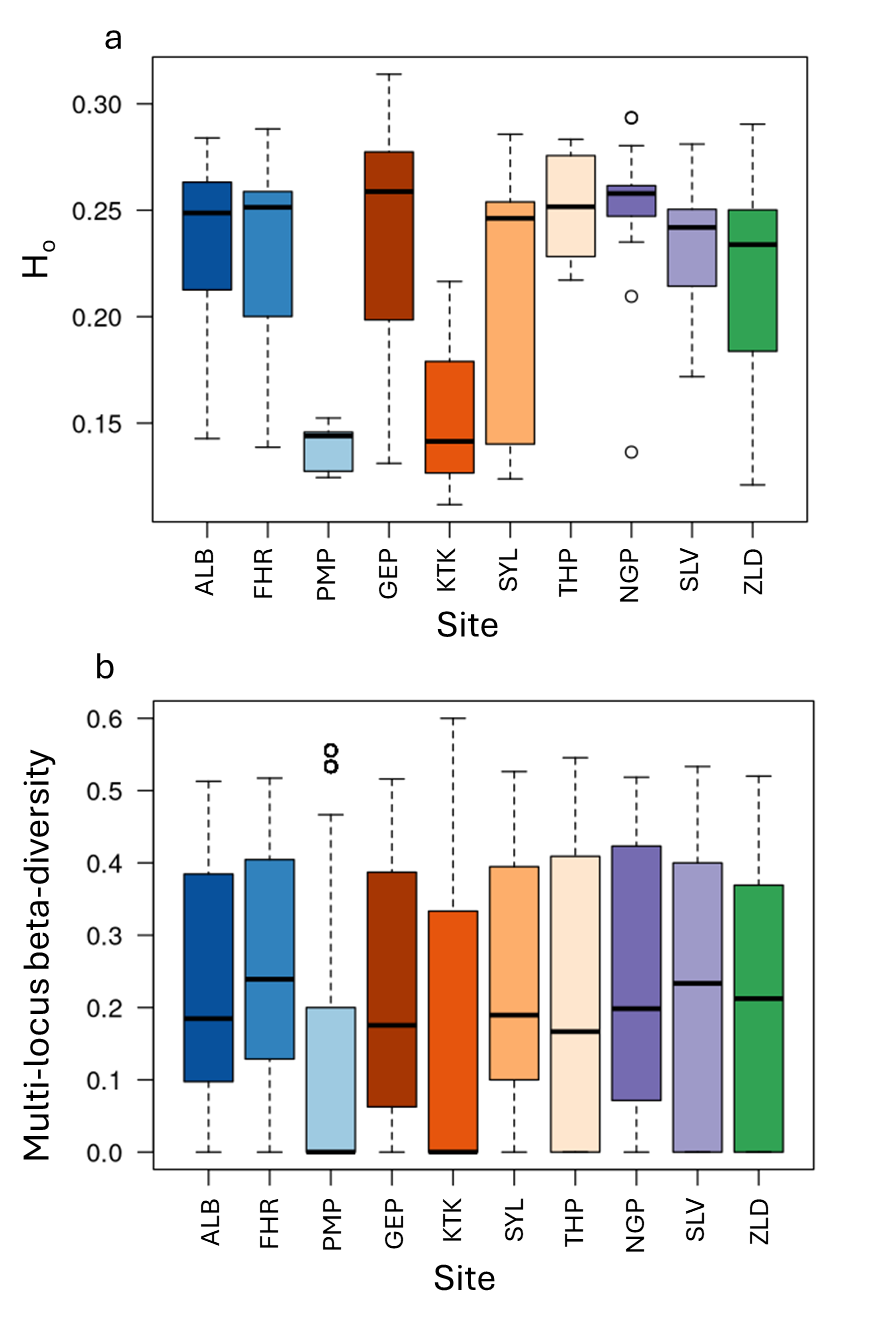 a
0.30
0.25
0.20
0.15
Ho
ALB FHR PMP GEP KTK SYL THP NGP SLV ZLD
Site
b
0.6
0.5
0.4
0.3
0.2
0.1
0.0
Multi-locus beta-diversity
ALB FHR PMP GEP KTK SYL THP NGP SLV ZLD
Site